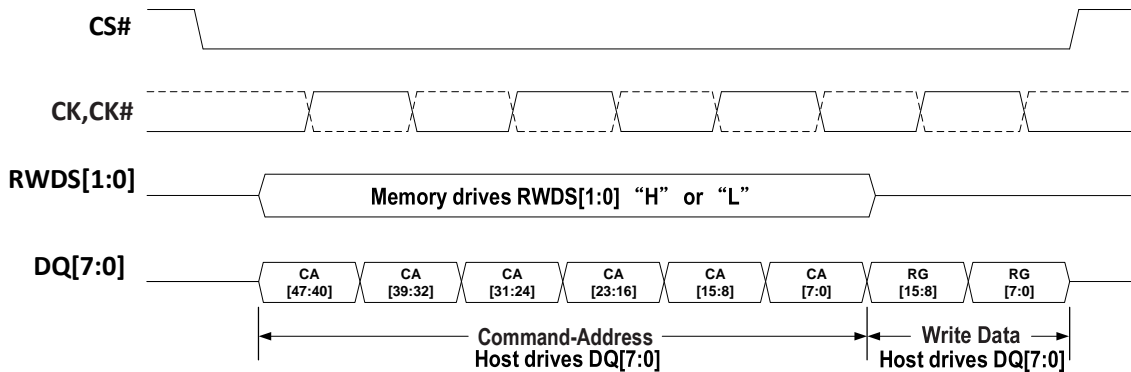 CS#
CK,CK#
RWDS[1:0]
Memory drives RWDS[1:0] “H” or “L”
DQ[7:0]
CA CA CA CA CA CA RG RG
[47:40] [39:32] [31:24] [23:16] [15:8] [7:0] [15:8] [7:0]
Command-Address Write Data
Host drives DQ[7:0] Host drives DQ[7:0]